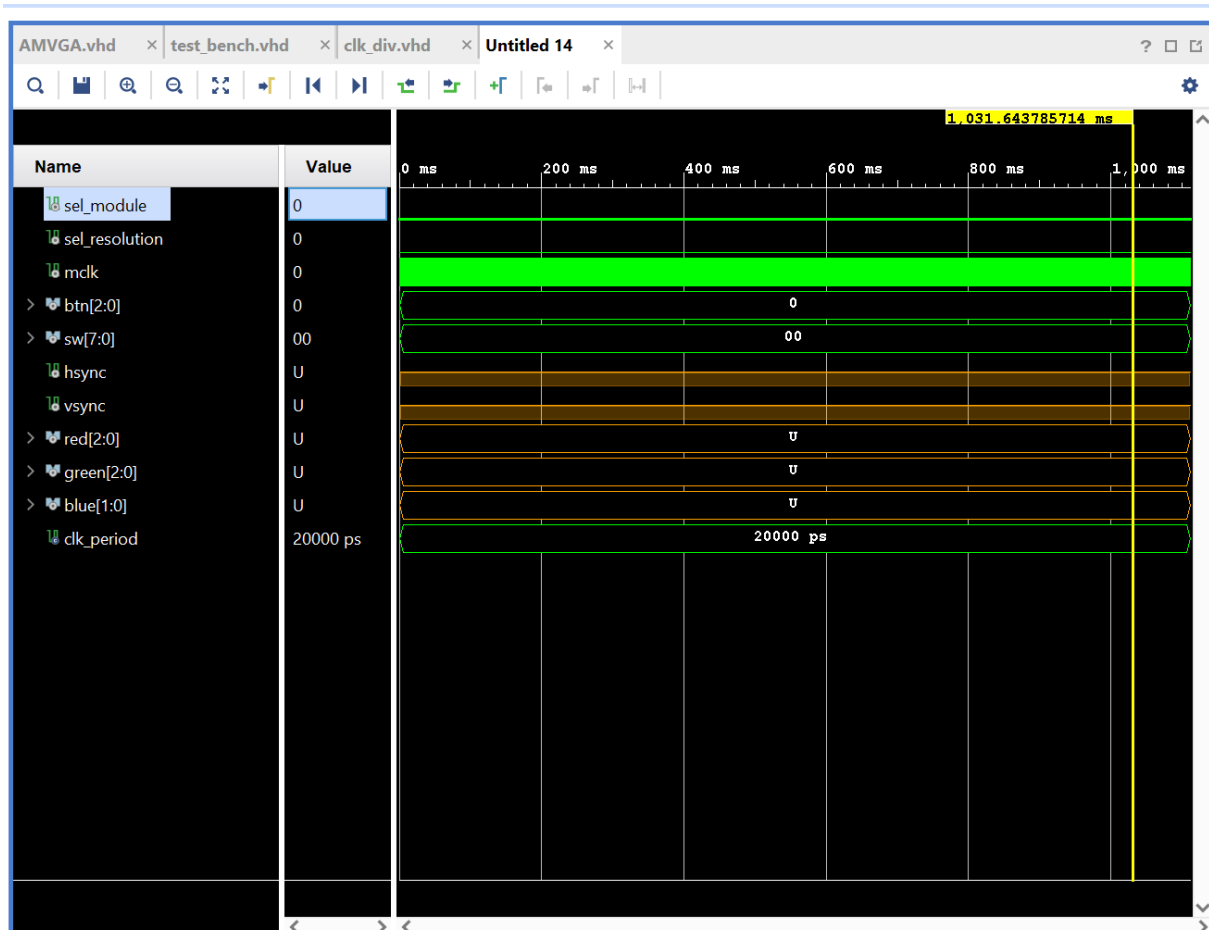 AMVGA.vhd × test_bench.vhd × clk_div.vhd × Untitled 14 × ?
1,031.643785714 ms
Name Value 0 ms 200 ms 400 ms 600 ms 800 ms 1,000 ms
sel_module 0
sel_resolution 0
mclk 0
> btn[2:0] 0 0
> sw[7:0] 00 00
hsync U
vsync U
> red[2:0] U U
> green[2:0] U U
> blue[1:0] U U
clk_period 20000 ps 20000 ps